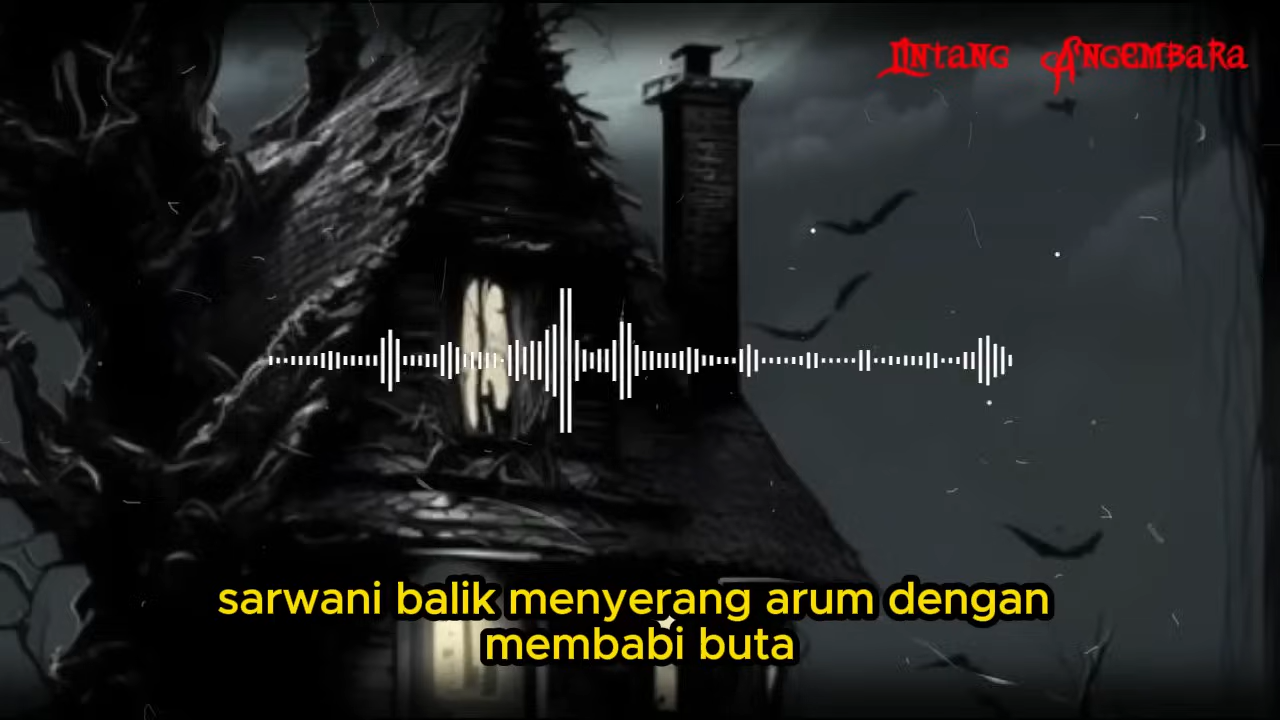 Lintang Angembara
sarwani balik menyerang arum dengan
membabi buta